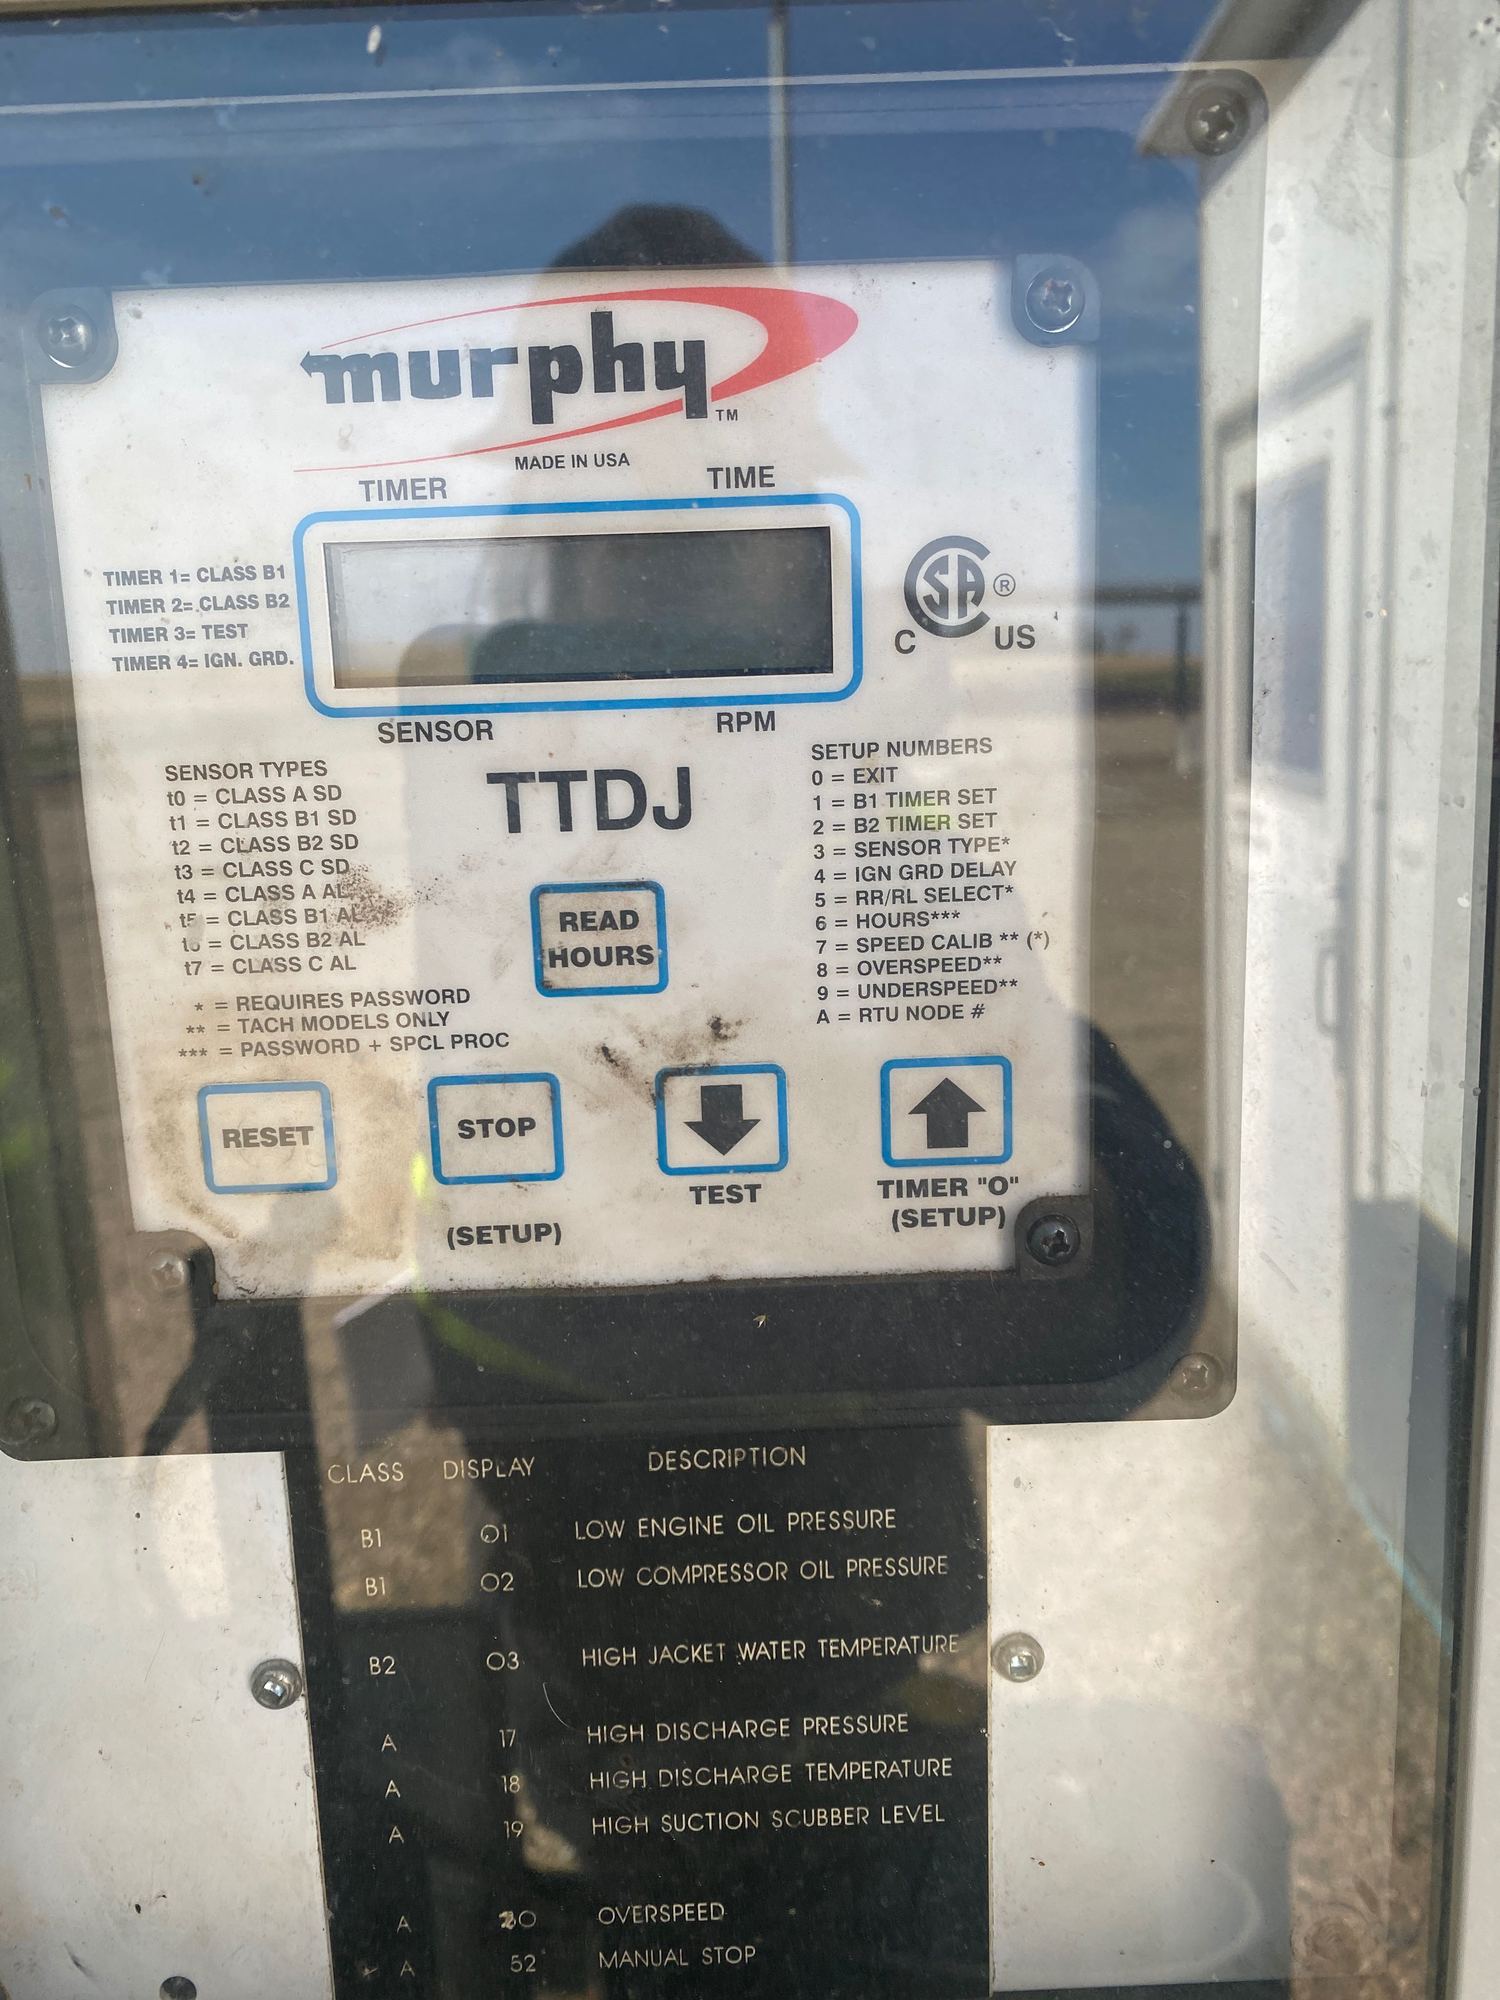 murphy™
MADE IN USA
TIMER TIME
TIMER 1= CLASS B1
TIMER 2= CLASS B2
TIMER 3= TEST
TIMER 4= IGN. GRD.
CSA®
C US
SENSOR RPM
TTDJ
SENSOR TYPES
t0 = CLASS A SD
t1 = CLASS B1 SD
t2 = CLASS B2 SD
t3 = CLASS C SD
t4 = CLASS A AL
= CLASS B1 AL
= CLASS B2 AL
t7 = CLASS C AL
* = REQUIRES PASSWORD
** = TACH MODELS ONLY
*** = PASSWORD + SPCL PROC
SETUP NUMBERS
0 = EXIT
1 = B1 TIMER SET
2 = B2 TIMER SET
3 = SENSOR TYPE*
4 = IGN GRD DELAY
5 = RR/RL SELECT*
6 = HOURS***
7 = SPEED CALIB ** (*)
8 = OVERSPEED**
9 = UNDERSPEED**
A = RTU NODE #
READ
HOURS
RESET STOP
TEST
TIMER "O"
(SETUP) (SETUP)
CLASS DISPLAY DESCRIPTION
B1 O1 LOW ENGINE OIL PRESSURE
B1 O2 LOW COMPRESSOR OIL PRESSURE
B2 O3 HIGH JACKET WATER TEMPERATURE
A 17 HIGH DISCHARGE PRESSURE
A 18 HIGH DISCHARGE TEMPERATURE
A 19 HIGH SUCTION SCUBBER LEVEL
A OVERSPEED
A 52 MANUAL STOP